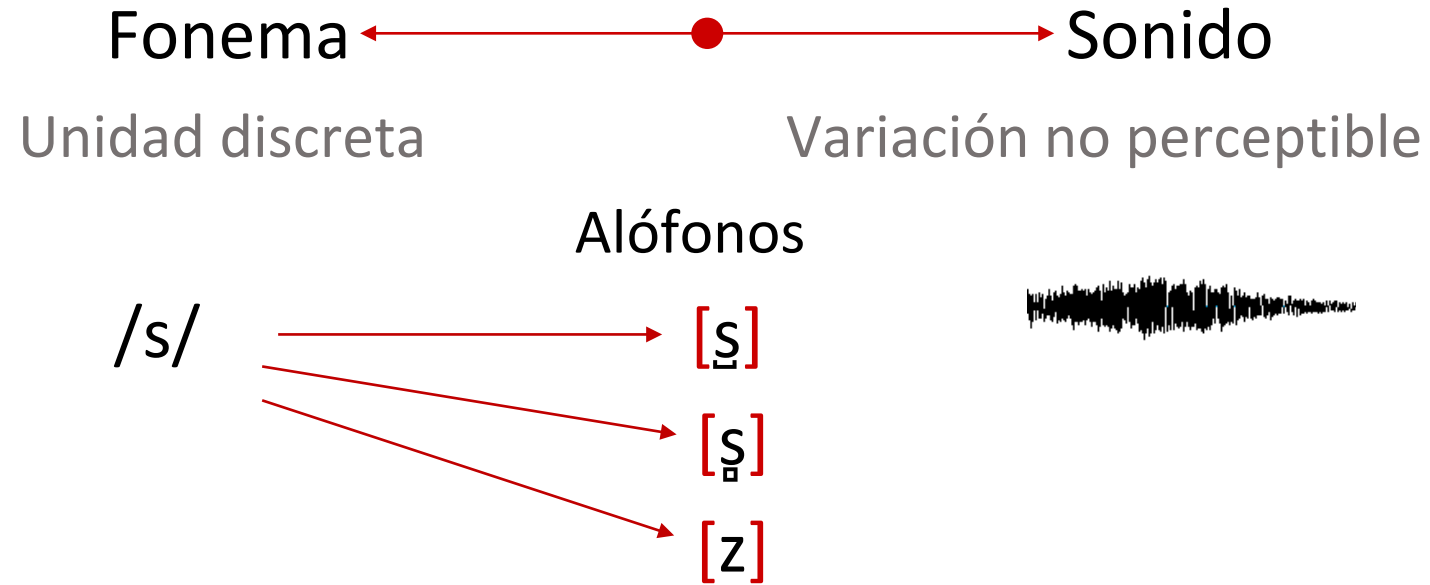 Fonema Sonido
Unidad discreta Variación no perceptible
Alófonos
/s/ [s̺]
[s̻]
[z]